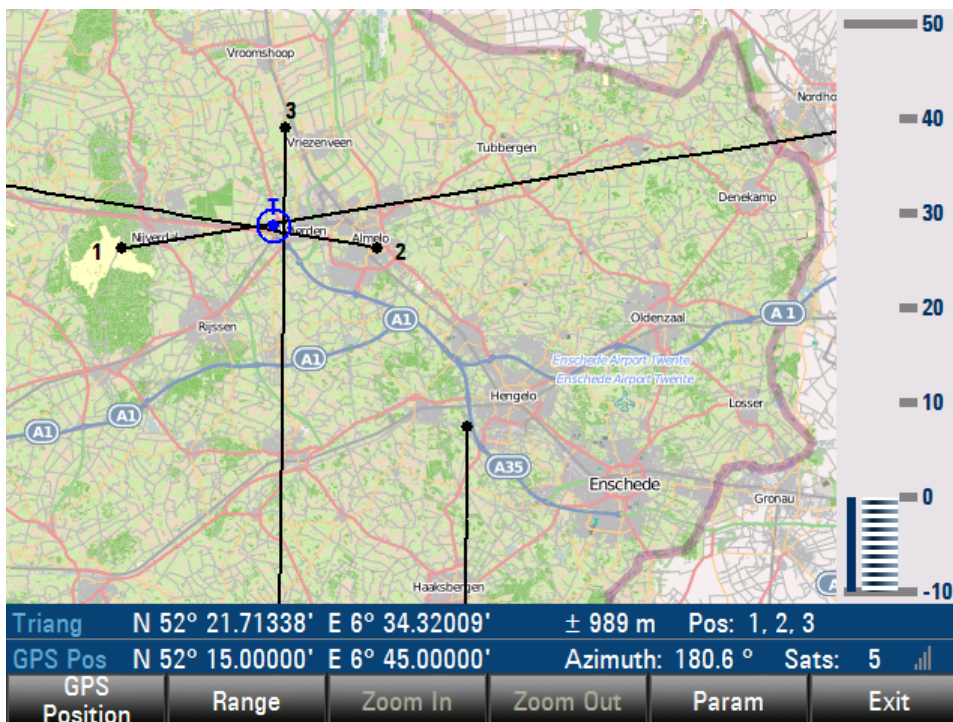 50
Vroomshoop
Nordho
3
40
Vriezenveen
Tubbergen
Denekamp
T
30
Nijverdal
Almelo
1
2
20
Oldenzaal
A 1
A1
Rijssen
A1
Enschede Airport Twente
Enschede Airport Twente
Hengelo
Losser
10
A1
A1
A35
Enschede
Gronau
0
Haaksbergen
A
-10
Triang N 52° 21.71338' E 6° 34.32009' ± 989 m Pos: 1, 2, 3
GPS Pos N 52° 15.00000' E 6° 45.00000' Azimuth: 180.6 ° Sats: 5
GPS Position
Range
Zoom In
Zoom Out
Param
Exit